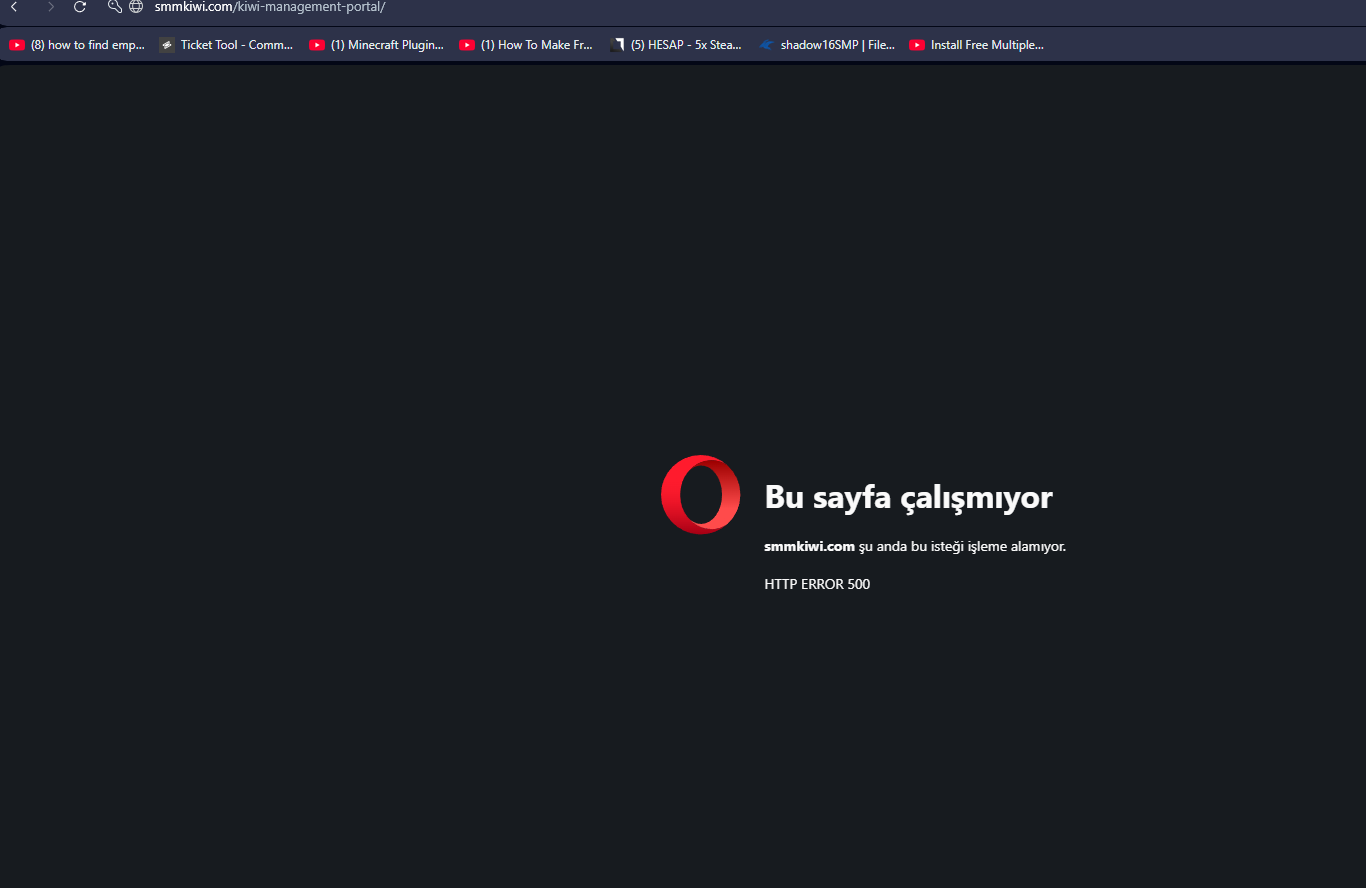 smmkiwi.com/kiwi-management-portal/
(8) how to find emp... Ticket Tool - Comm... (1) Minecraft Plugin... (1) How To Make Fr... (5) HESAP - 5x Stea... shadow16SMP | File... Install Free Multiple...
Bu sayfa çalışmıyor
smmkiwi.com şu anda bu isteği işleme alamıyor.
HTTP ERROR 500